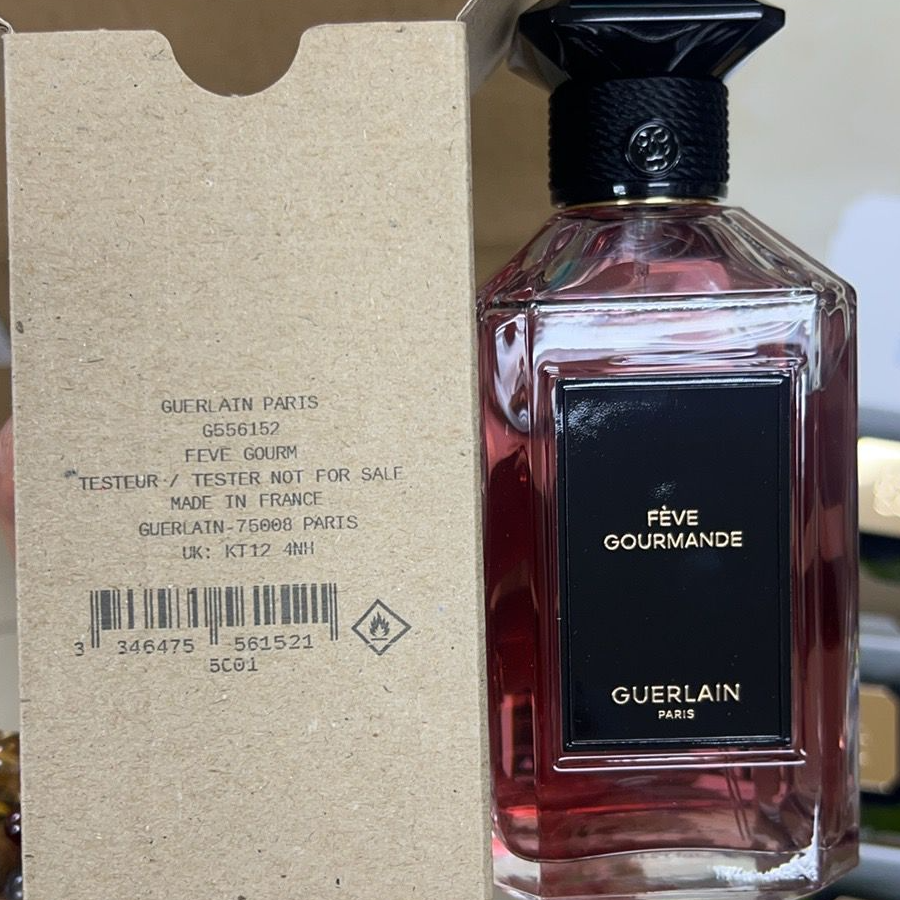 GUERLAIN PARIS
G556152
FEVE GOURM
TESTEUR / TESTER NOT FOR SALE
MADE IN FRANCE
GUERLAIN-75008 PARIS
UK: KT12 4NH
3 346475 561521
5C01
FÈVE
GOURMANDE
GUERLAIN
PARIS